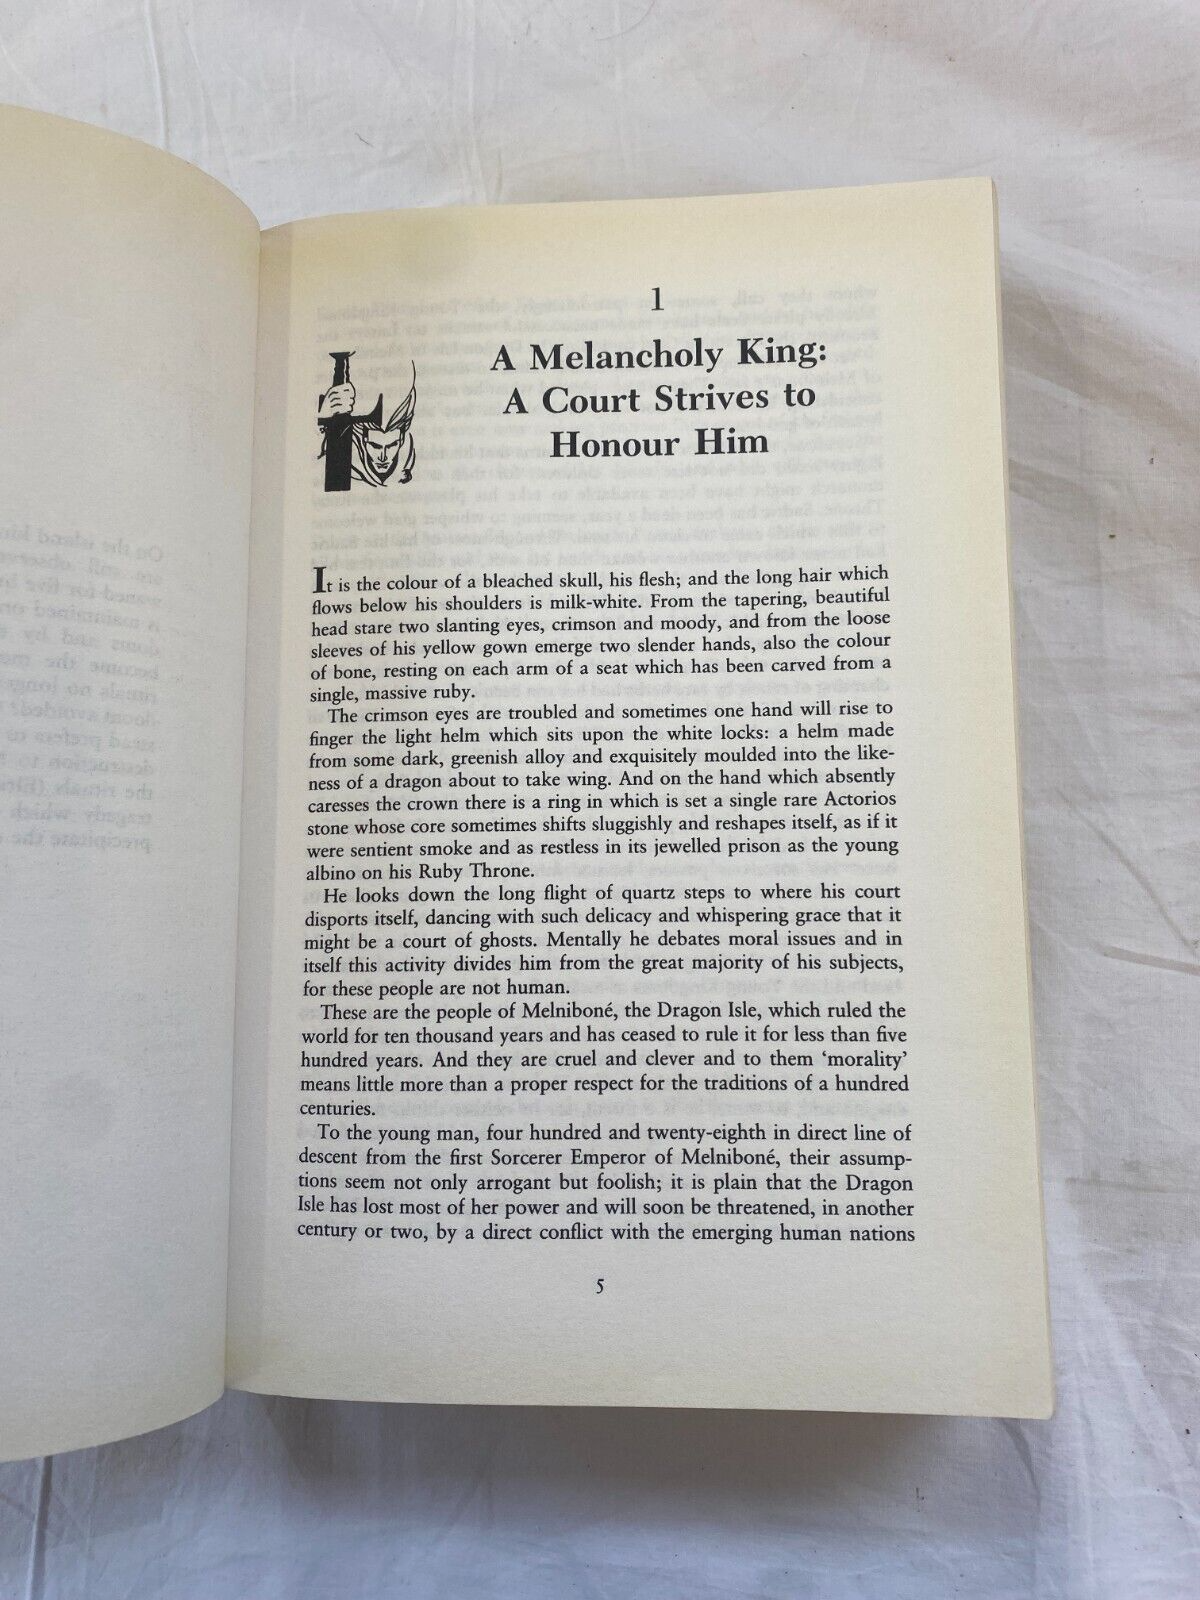 1
A Melancholy King:
A Court Strives to
Honour Him
It is the colour of a bleached skull, his flesh; and the long hair which
flows below his shoulders is milk-white. From the tapering, beautiful
head stare two slanting eyes, crimson and moody, and from the loose
sleeves of his yellow gown emerge two slender hands, also the colour
of bone, resting on each arm of a seat which has been carved from a
single, massive ruby.
The crimson eyes are troubled and sometimes one hand will rise to
finger the light helm which sits upon the white locks: a helm made
from some dark, greenish alloy and exquisitely moulded into the like-
ness of a dragon about to take wing. And on the hand which absently
caresses the crown there is a ring in which is set a single rare Actorios
stone whose core sometimes shifts sluggishly and reshapes itself, as if it
were sentient smoke and as restless in its jewelled prison as the young
albino on his Ruby Throne.
He looks down the long flight of quartz steps to where his court
disports itself, dancing with such delicacy and whispering grace that it
might be a court of ghosts. Mentally he debates moral issues and in
itself this activity divides him from the great majority of his subjects,
for these people are not human.
These are the people of Melniboné, the Dragon Isle, which ruled the
world for ten thousand years and has ceased to rule it for less than five
hundred years. And they are cruel and clever and to them ‘morality’
means little more than a proper respect for the traditions of a hundred
centuries.
To the young man, four hundred and twenty-eighth in direct line of
descent from the first Sorcerer Emperor of Melniboné, their assump-
tions seem not only arrogant but foolish; it is plain that the Dragon
Isle has lost most of her power and will soon be threatened, in another
century or two, by a direct conflict with the emerging human nations
5